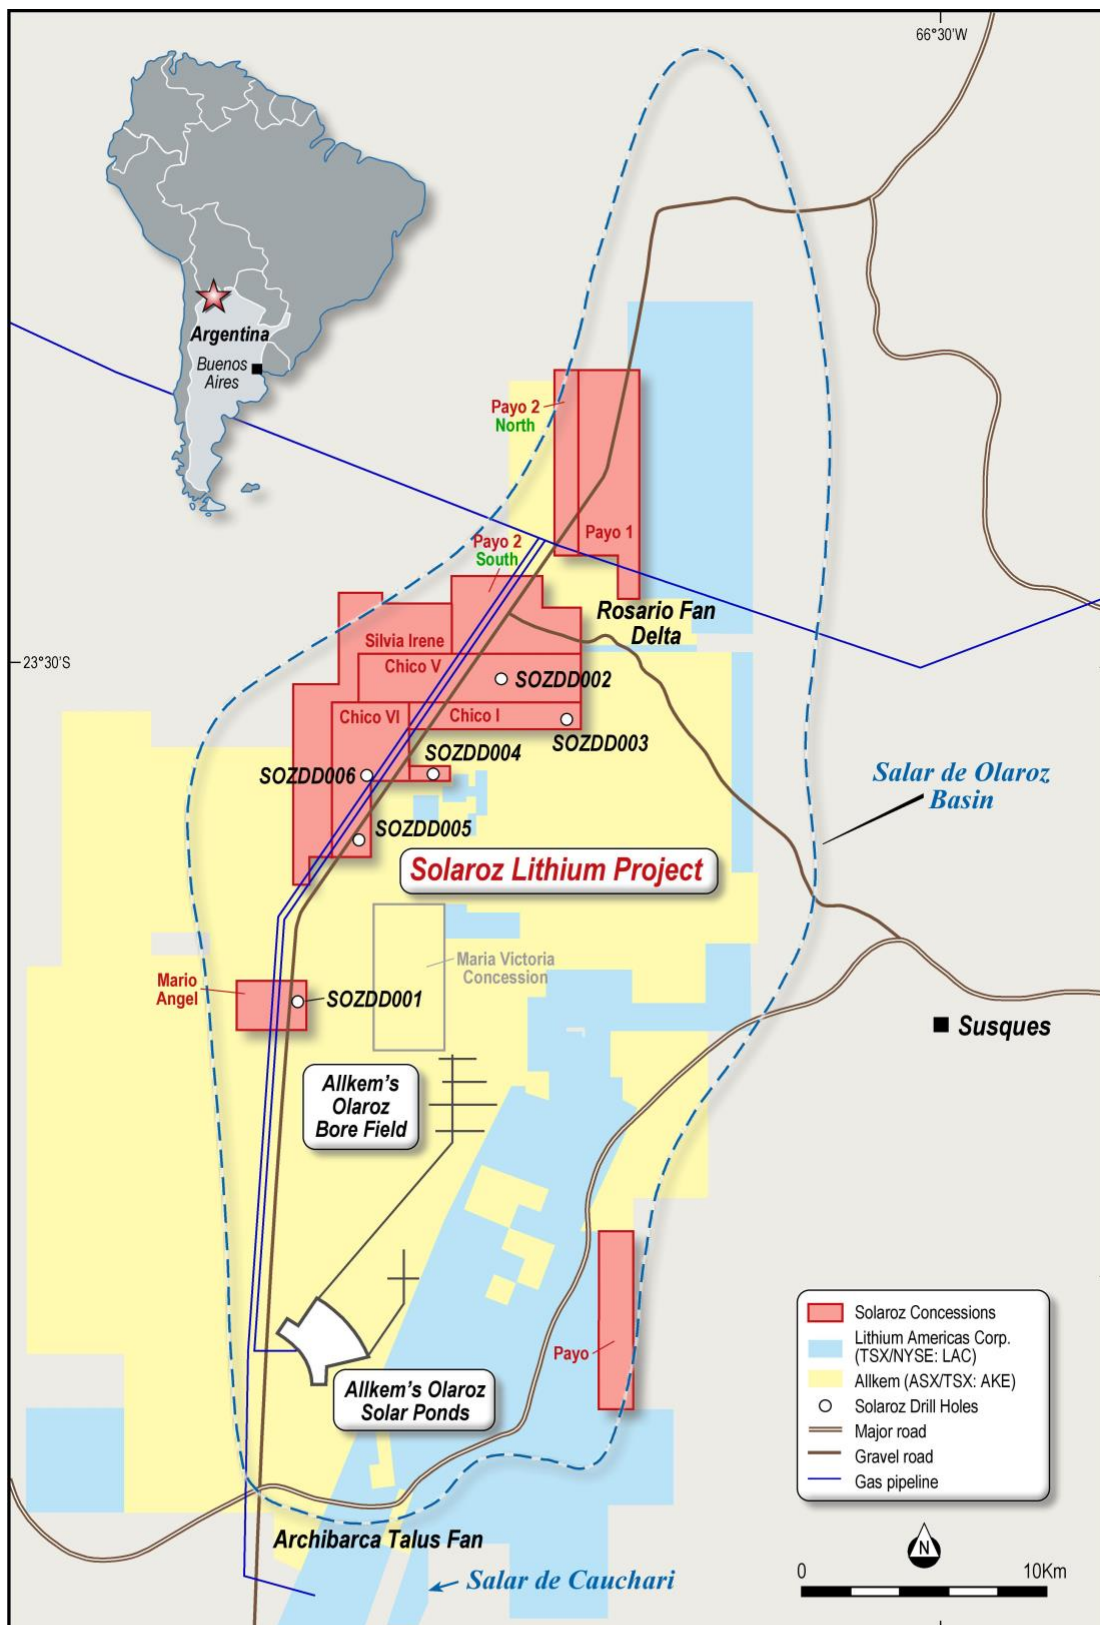 66°30'W
Argentina
Buenos
Aires
Payo 2
North
Payo 1
Payo 2
South
Rosario Fan
Delta
Silvia Irene
23°30'S
Chico V
SOZDD002
Chico VI
Chico I
SOZDD003
SOZDD004
SOZDD006
Salar de Olaroz
Basin
SOZDD005
Solaroz Lithium Project
Maria Victoria
Concession
Mario
Angel
SOZDD001
Susques
Allkem's
Olaroz
Bore Field
Payo
Allkem's Olaroz
Solar Ponds
Solaroz Concessions
Lithium Americas Corp.
(TSX/NYSE: LAC)
Allkem (ASX/TSX: AKE)
Solaroz Drill Holes
Major road
Gravel road
Gas pipeline
Archibarca Talus Fan
Salar de Cauchari
N
0 10Km